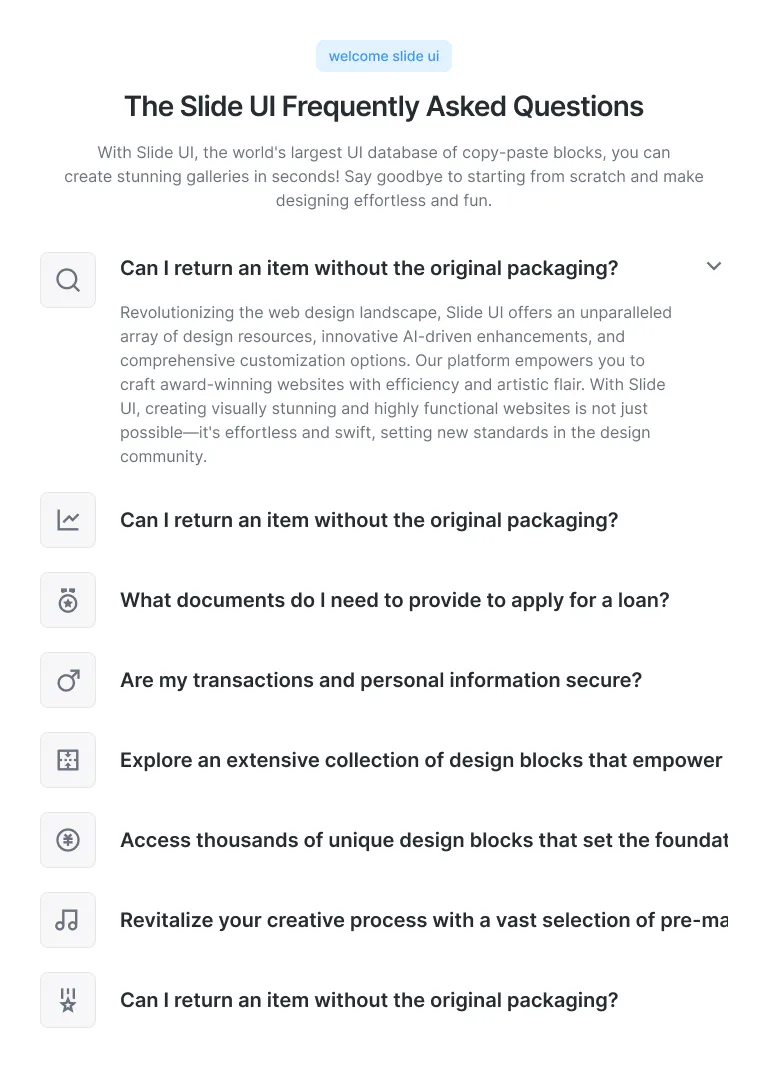 welcome slide ui
The Slide UI Frequently Asked Questions
With Slide UI, the world's largest UI database of copy-paste blocks, you can
create stunning galleries in seconds! Say goodbye to starting from scratch and make
designing effortless and fun.
Can I return an item without the original packaging?
Revolutionizing the web design landscape, Slide UI offers an unparalleled
array of design resources, innovative AI-driven enhancements, and
comprehensive customization options. Our platform empowers you to
craft award-winning websites with efficiency and artistic flair. With Slide
UI, creating visually stunning and highly functional websites is not just
possible—it's effortless and swift, setting new standards in the design
community.
Can I return an item without the original packaging?
What documents do I need to provide to apply for a loan?
Are my transactions and personal information secure?
Explore an extensive collection of design blocks that empower
Access thousands of unique design blocks that set the foundat
Revitalize your creative process with a vast selection of pre-ma
Can I return an item without the original packaging?